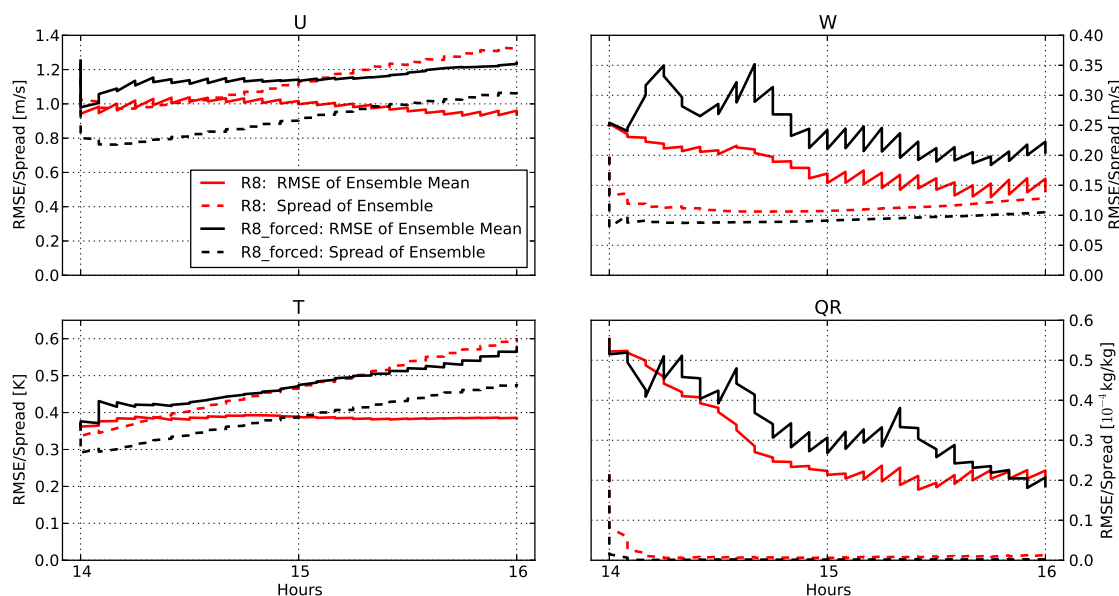 U
W
1.4
1.2
1.0
0.8
0.6
0.4
0.2
0.0
RMSE/Spread [m/s]
R8: RMSE of Ensemble Mean
R8: Spread of Ensemble
R8_forced: RMSE of Ensemble Mean
R8_forced: Spread of Ensemble
0.40
0.35
0.30
0.25
0.20
0.15
0.10
0.05
0.00
RMSE/Spread [m/s]
T
QR
0.6
0.5
0.4
0.3
0.2
0.1
0.0
RMSE/Spread [K]
14
15
16
Hours
0.6
0.5
0.4
0.3
0.2
0.1
0.0
RMSE/Spread [10⁻⁴ kg/kg]
14
15
16
Hours